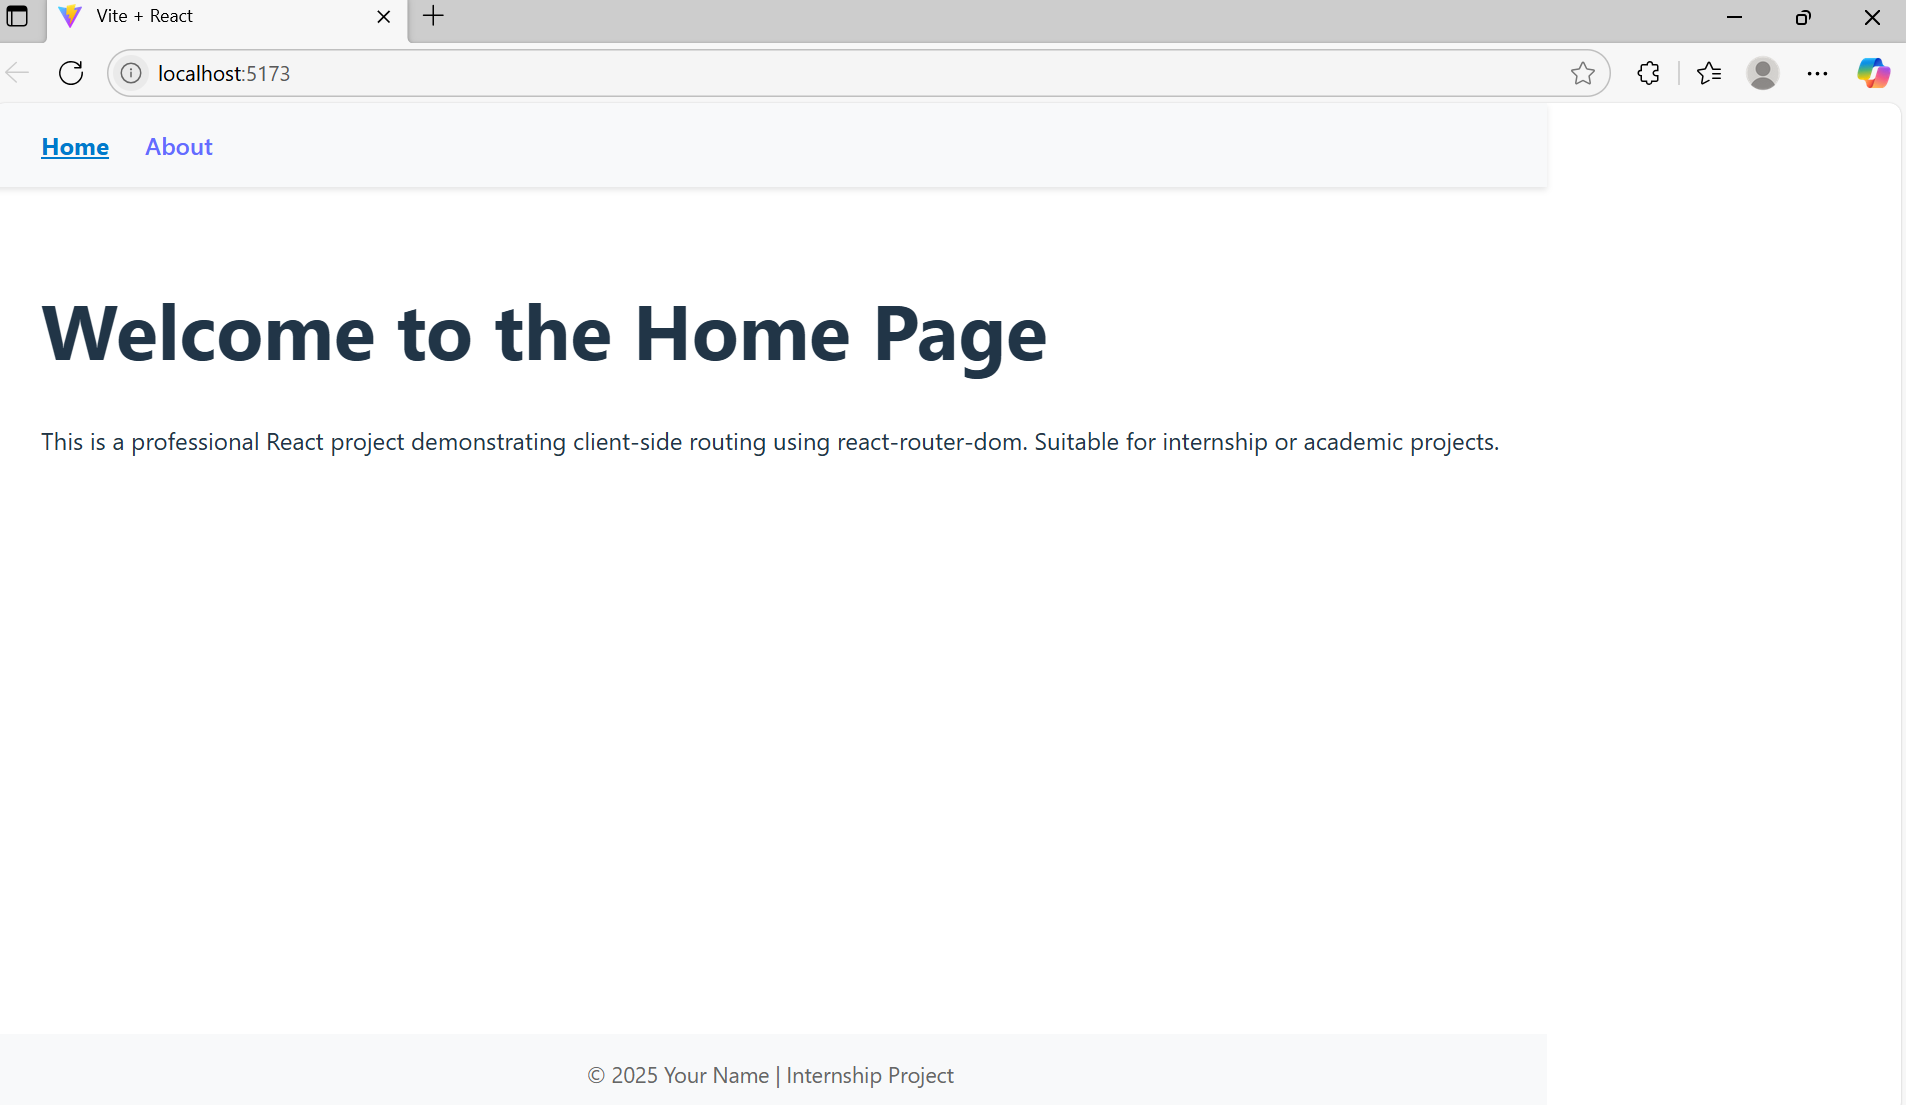 Vite + React
localhost:5173
Home About
Welcome to the Home Page
This is a professional React project demonstrating client-side routing using react-router-dom. Suitable for internship or academic projects.
© 2025 Your Name | Internship Project